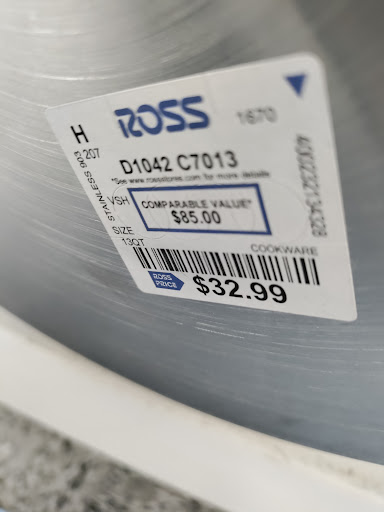 H
ROSS
1670
STAINLESS 903
207
D1042 C7013
*See www.rossstores.com for more details
VSH
COMPARABLE VALUE*
$85.00
SIZE
13QT
COOKWARE
ROSS
PRICE
$32.99